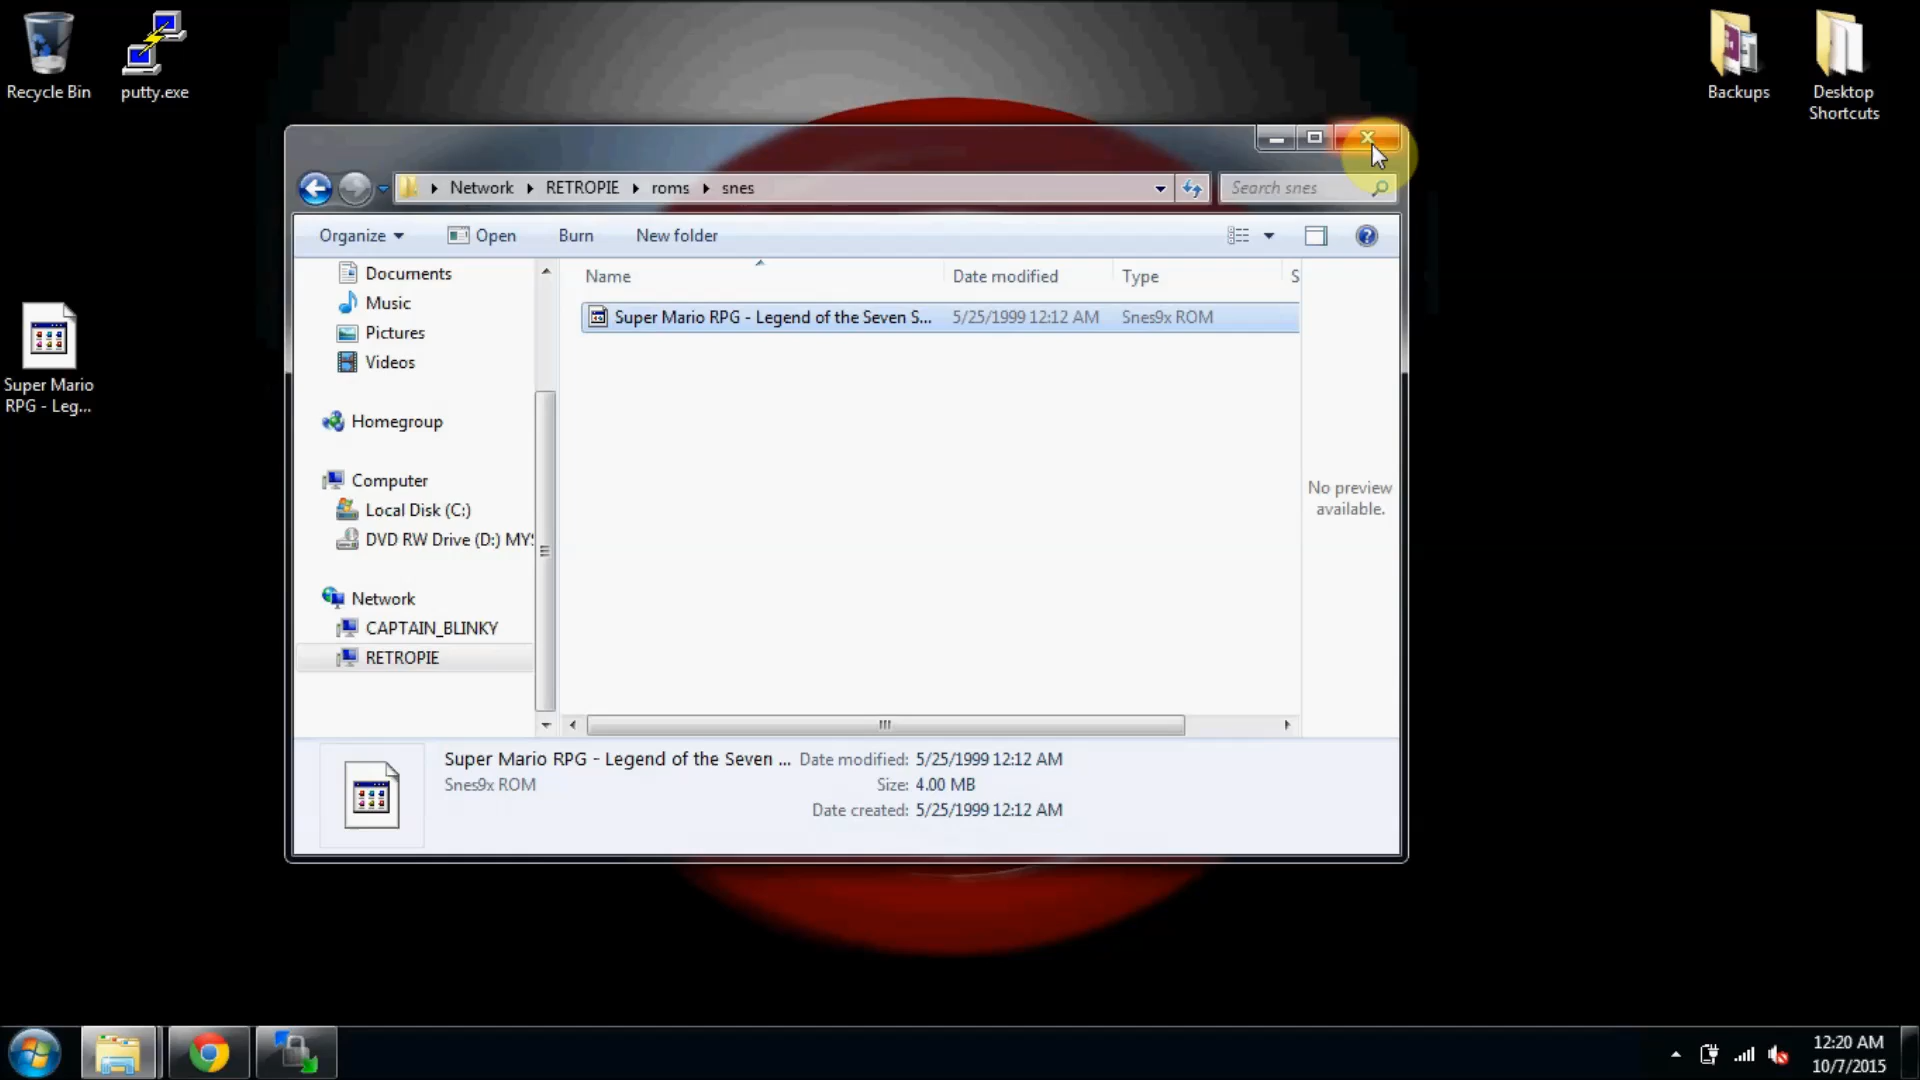 Recycle Bin
putty.exe
Backups
Desktop
Shortcuts
Network
RETROPIE
roms
snes
Search snes
Organize
Open
Burn
New folder
Documents
Music
Pictures
Videos
Homegroup
Computer
Local Disk (C:)
DVD RW Drive (D:) MYS
Network
CAPTAIN_BLINKY
RETROPIE
Name
Date modified
Type
S
Super Mario RPG - Legend of the Seven S...
5/25/1999 12:12 AM
Snes9x ROM
No preview
available.
Super Mario
RPG - Leg...
Super Mario RPG - Legend of the Seven ...
Snes9x ROM
Date modified: 5/25/1999 12:12 AM
Size: 4.00 MB
Date created: 5/25/1999 12:12 AM
12:20 AM
10/7/2015